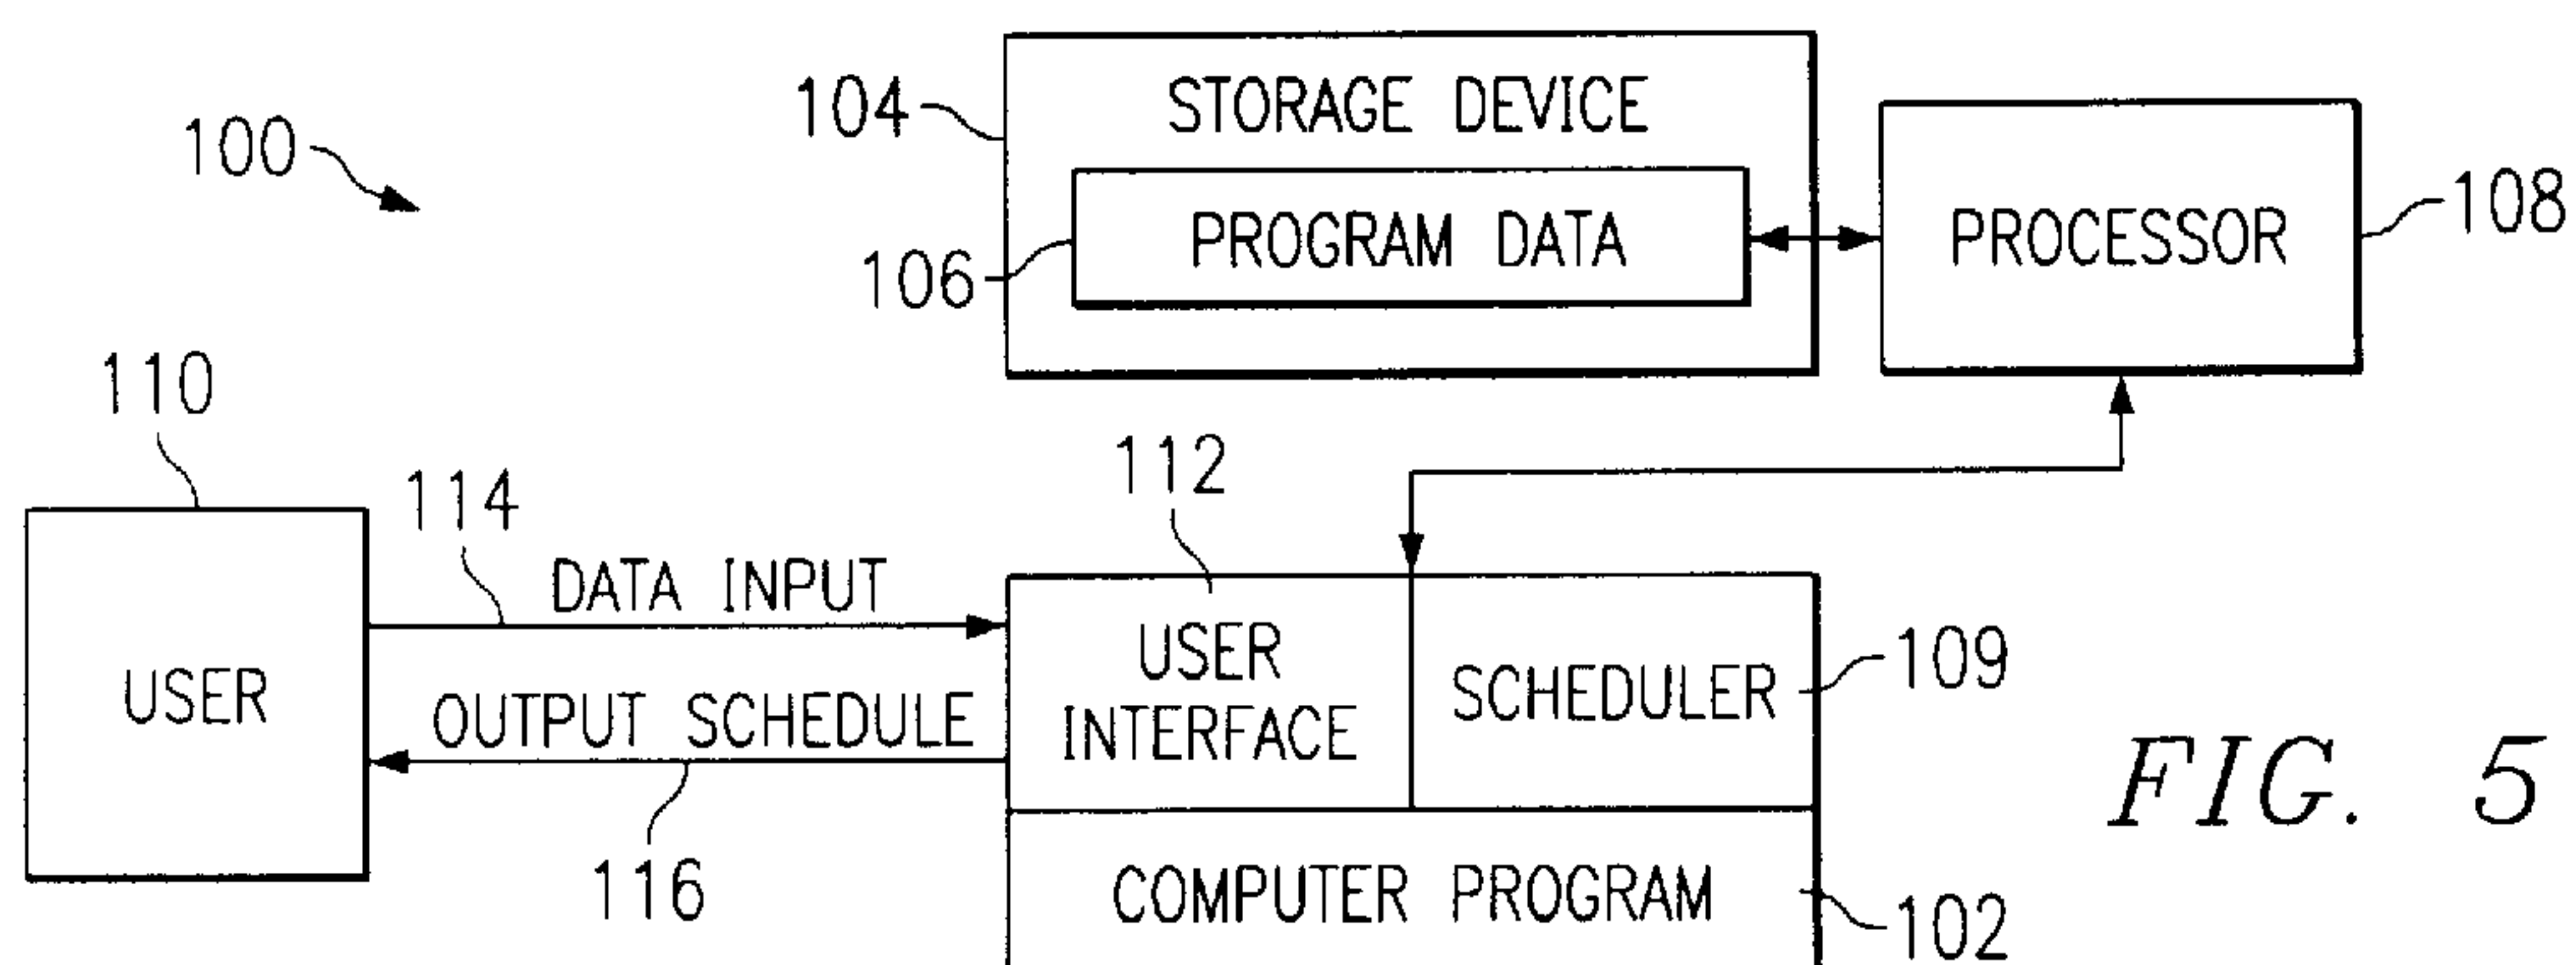 100
104
STORAGE DEVICE
106
PROGRAM DATA
PROCESSOR
108
110
USER
114
DATA INPUT
OUTPUT SCHEDULE
116
112
USER
INTERFACE
SCHEDULER
109
COMPUTER PROGRAM
102
FIG. 5